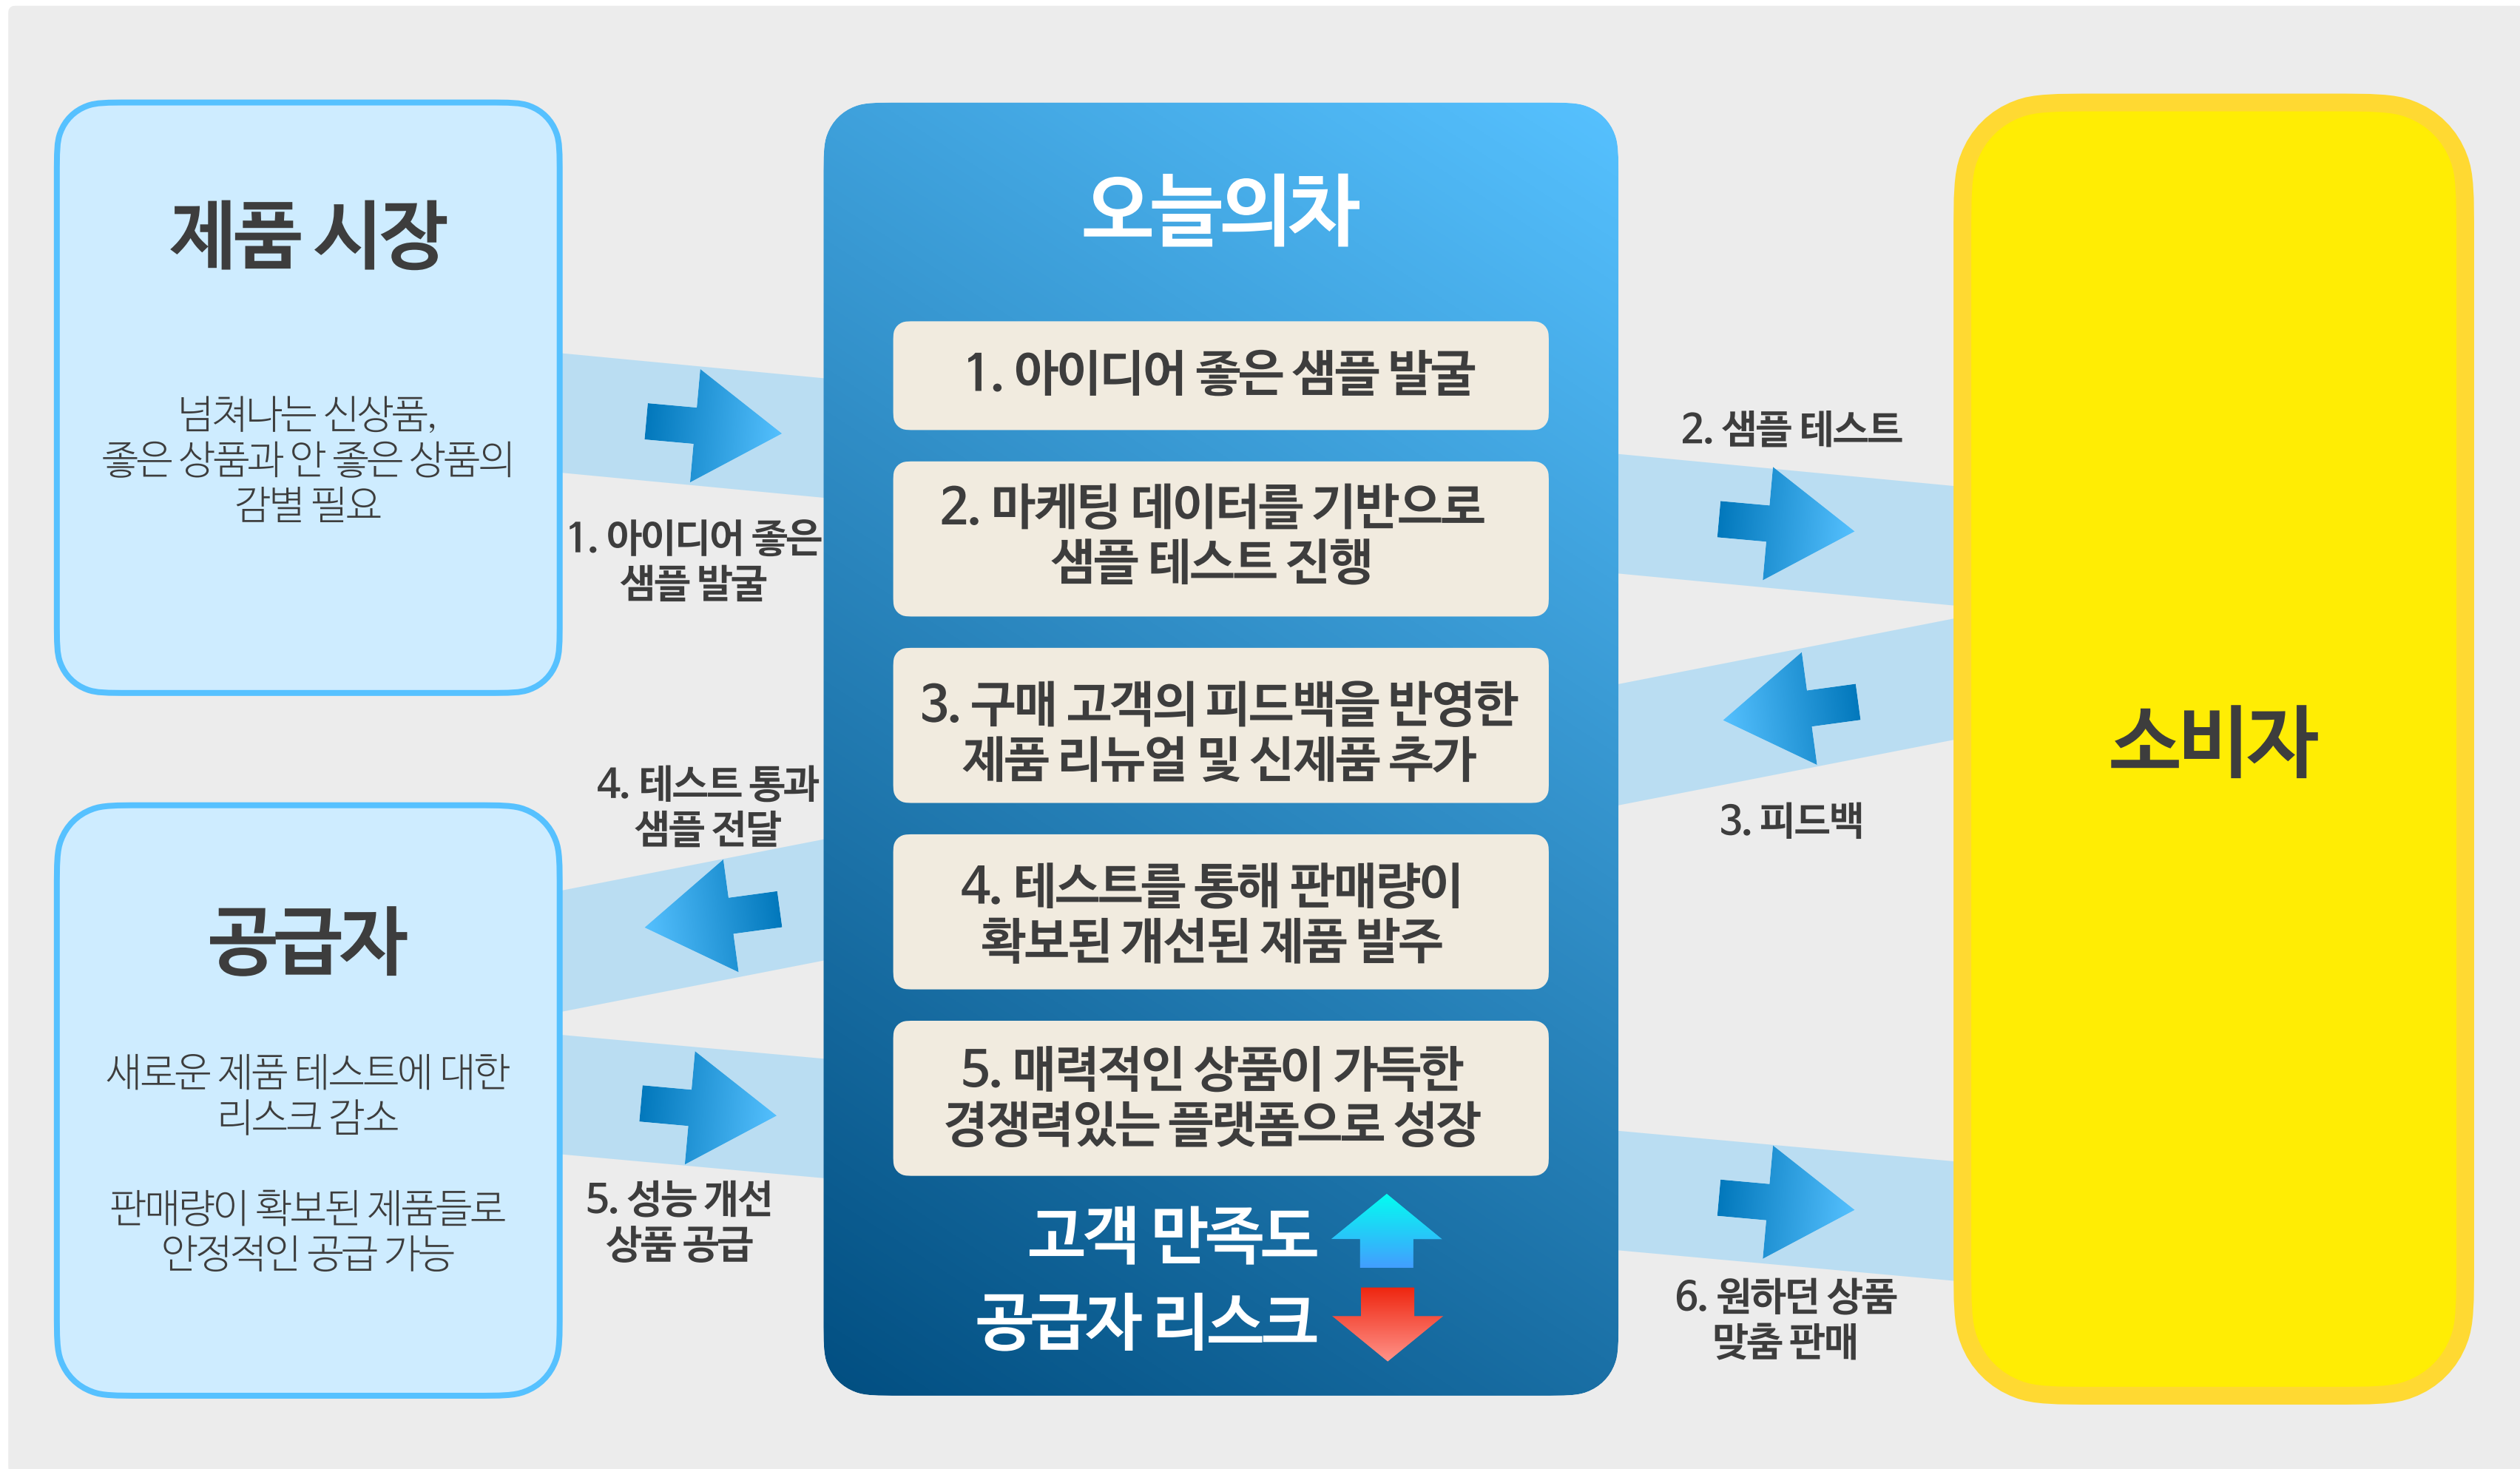 제품 시장
넘쳐나는 신상품,
좋은 상품과 안 좋은 상품의
감별 필요
1. 아이디어 좋은
샘플 발굴
4. 테스트 통과
샘플 전달
공급자
새로운 제품 테스트에 대한
리스크 감소
판매량이 확보된 제품들로
안정적인 공급 가능
5. 성능 개선
상품 공급
오늘의차
1. 아이디어 좋은 샘플 발굴
2. 마케팅 데이터를 기반으로
샘플 테스트 진행
3. 구매 고객의 피드백을 반영한
제품 리뉴얼 및 신제품 추가
4. 테스트를 통해 판매량이
확보된 개선된 제품 발주
5. 매력적인 상품이 가득한
경쟁력있는 플랫폼으로 성장
고객 만족도
공급자 리스크
2. 샘플 테스트
3. 피드백
6. 원하던 상품
맞춤 판매
소비자